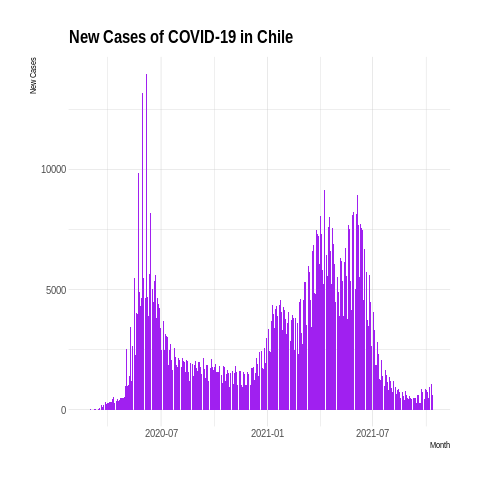 New Cases of COVID-19 in Chile
New Cases
10000
5000
0
2020-07 2021-01 2021-07
Month